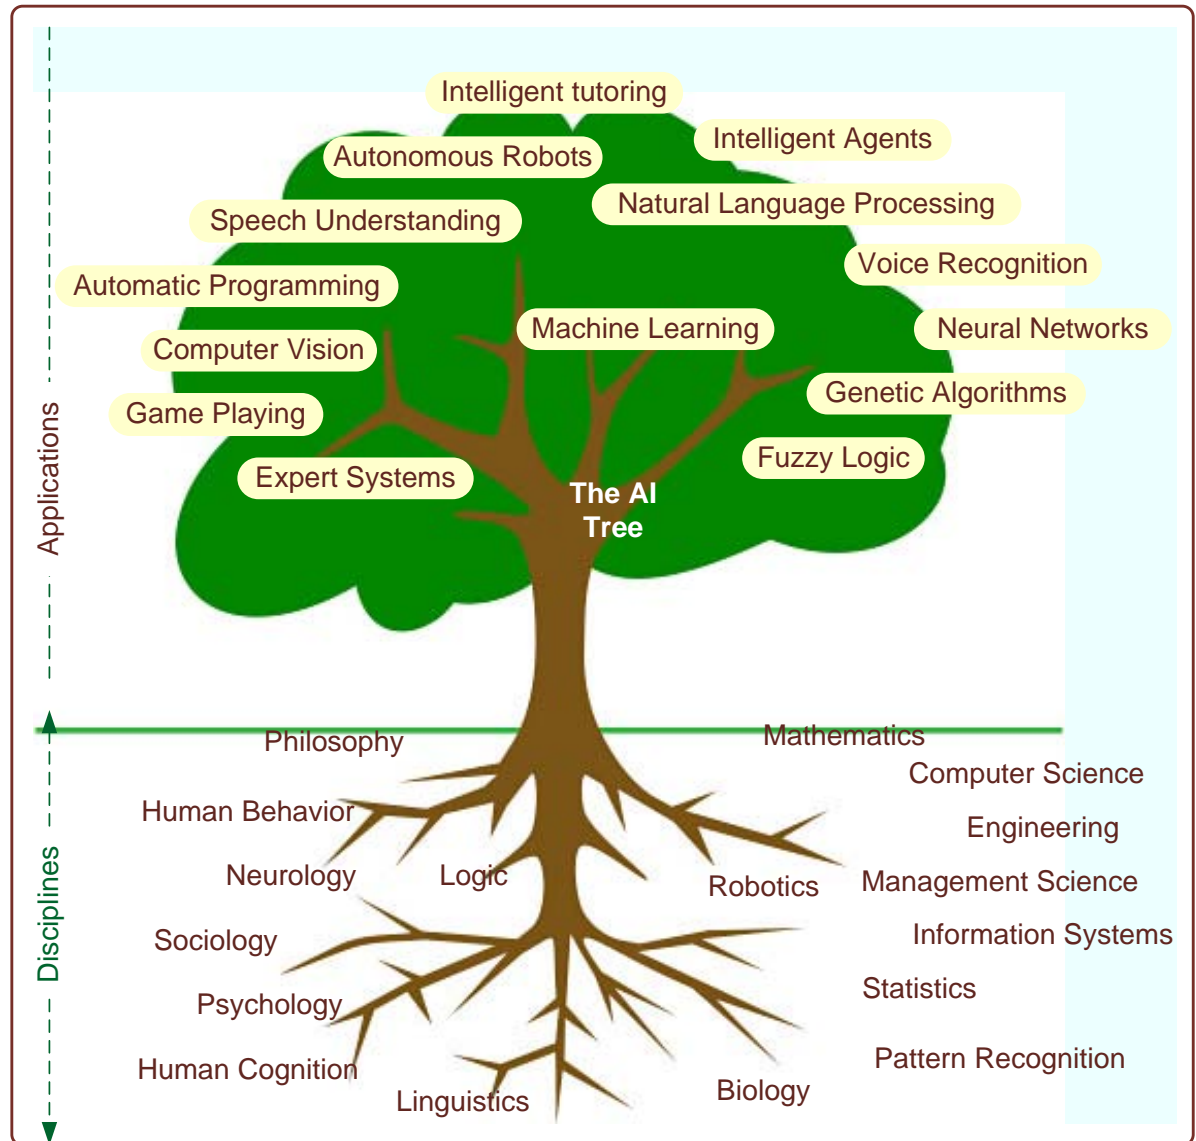 Intelligent tutoring
Intelligent Agents
Autonomous Robots
Natural Language Processing
Speech Understanding
Voice Recognition
Automatic Programming
Machine Learning
Neural Networks
Computer Vision
Genetic Algorithms
Game Playing
Fuzzy Logic
Expert Systems
The AI
Tree
Applications
Philosophy
Mathematics
Computer Science
Human Behavior
Engineering
Neurology
Logic
Robotics
Management Science
Disciplines
Sociology
Information Systems
Psychology
Statistics
Human Cognition
Pattern Recognition
Linguistics
Biology